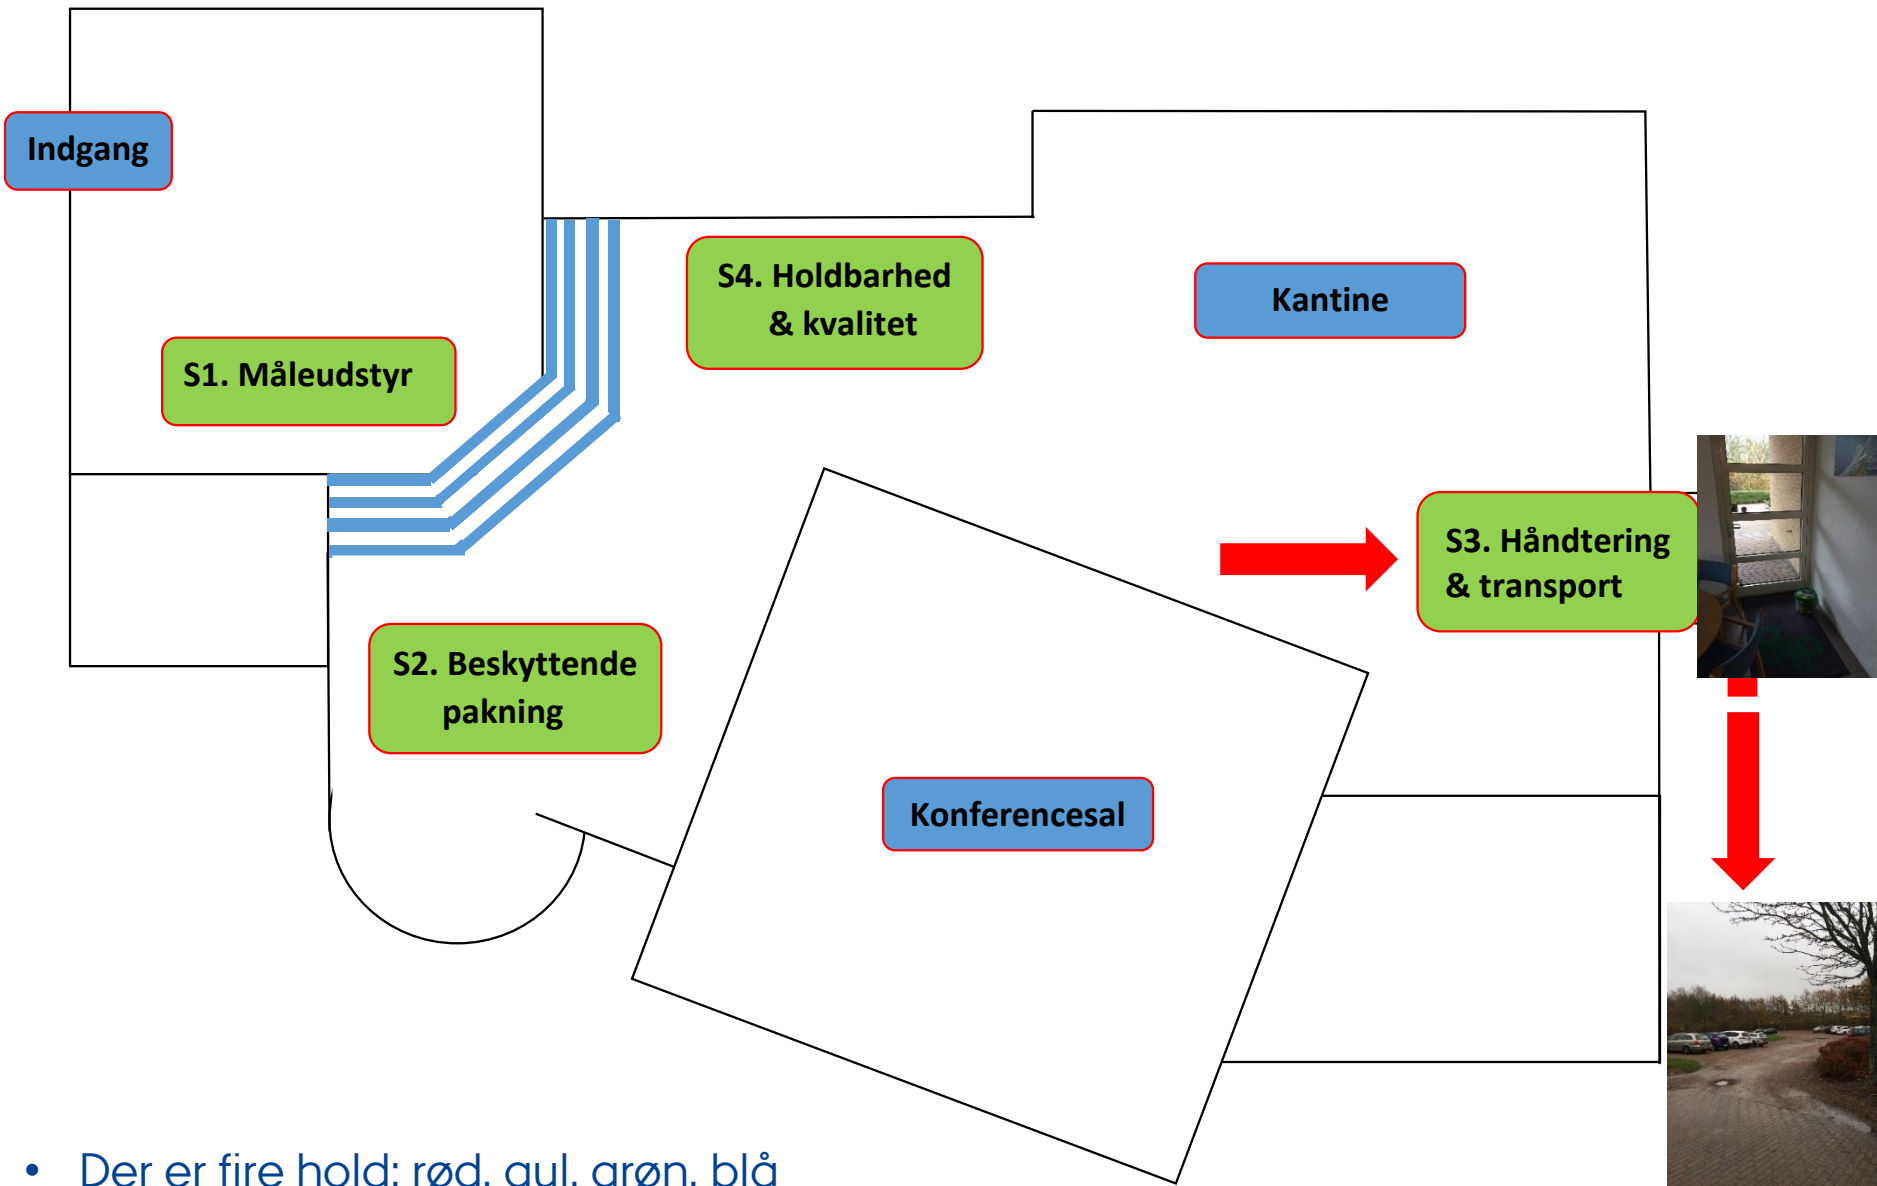 Indgang
S4. Holdbarhed
& kvalitet
Kantine
S1. Måleudstyr
S3. Håndtering
& transport
S2. Beskyttende
pakning
Konferencesal
• Der er fire hold: rød, gul, grøn, blå